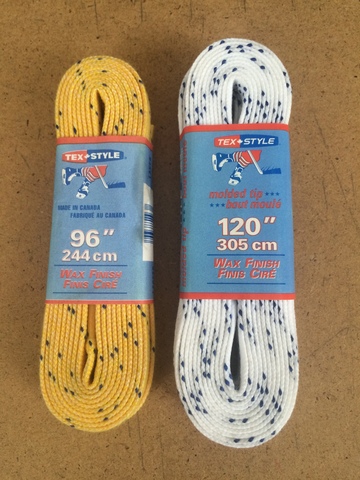 TEX STYLE
MADE IN CANADA
FABRIQUÉ AU CANADA
96"
244 cm
WAX FINISH
FINIS CIRÉ
TEX STYLE
molded tip
bout moulé
120"
305 cm
WAX FINISH
FINIS CIRÉ